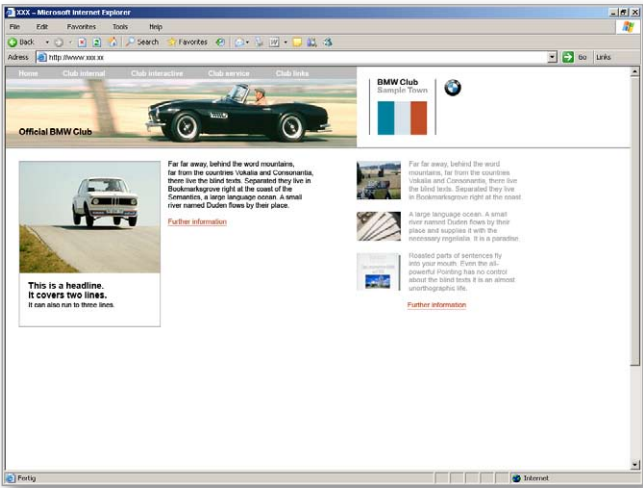 XXX – Microsoft Internet Explorer
File Edit Favorites Tools Help
Back Search Favorites
Adress http://www.xxx.xx Go Links
Home Club internal Club interactive Club service Club links
Official BMW Club
BMW Club
Sample Town
Far far away, behind the word mountains,
far from the countries Vokalia and Consonantia,
there live the blind texts. Separated they live in
Bookmarksgrove right at the coast of the
Semantics, a large language ocean. A small
river named Duden flows by their place.
Further information
This is a headline.
It covers two lines.
It can also run to three lines.
Far far away, behind the word
mountains, far from the countries
Vokalia and Consonantia, there live
the blind texts. Separated they live
in Bookmarksgrove right at the coast
A large language ocean. A small
river named Duden flows by their
place and supplies it with the
necessary regelialia. It is a paradise.
Roasted parts of sentences fly
into your mouth. Even the all-
powerful Pointing has no control
about the blind texts it is an almost
unorthographic life.
Further information
Fertig Internet